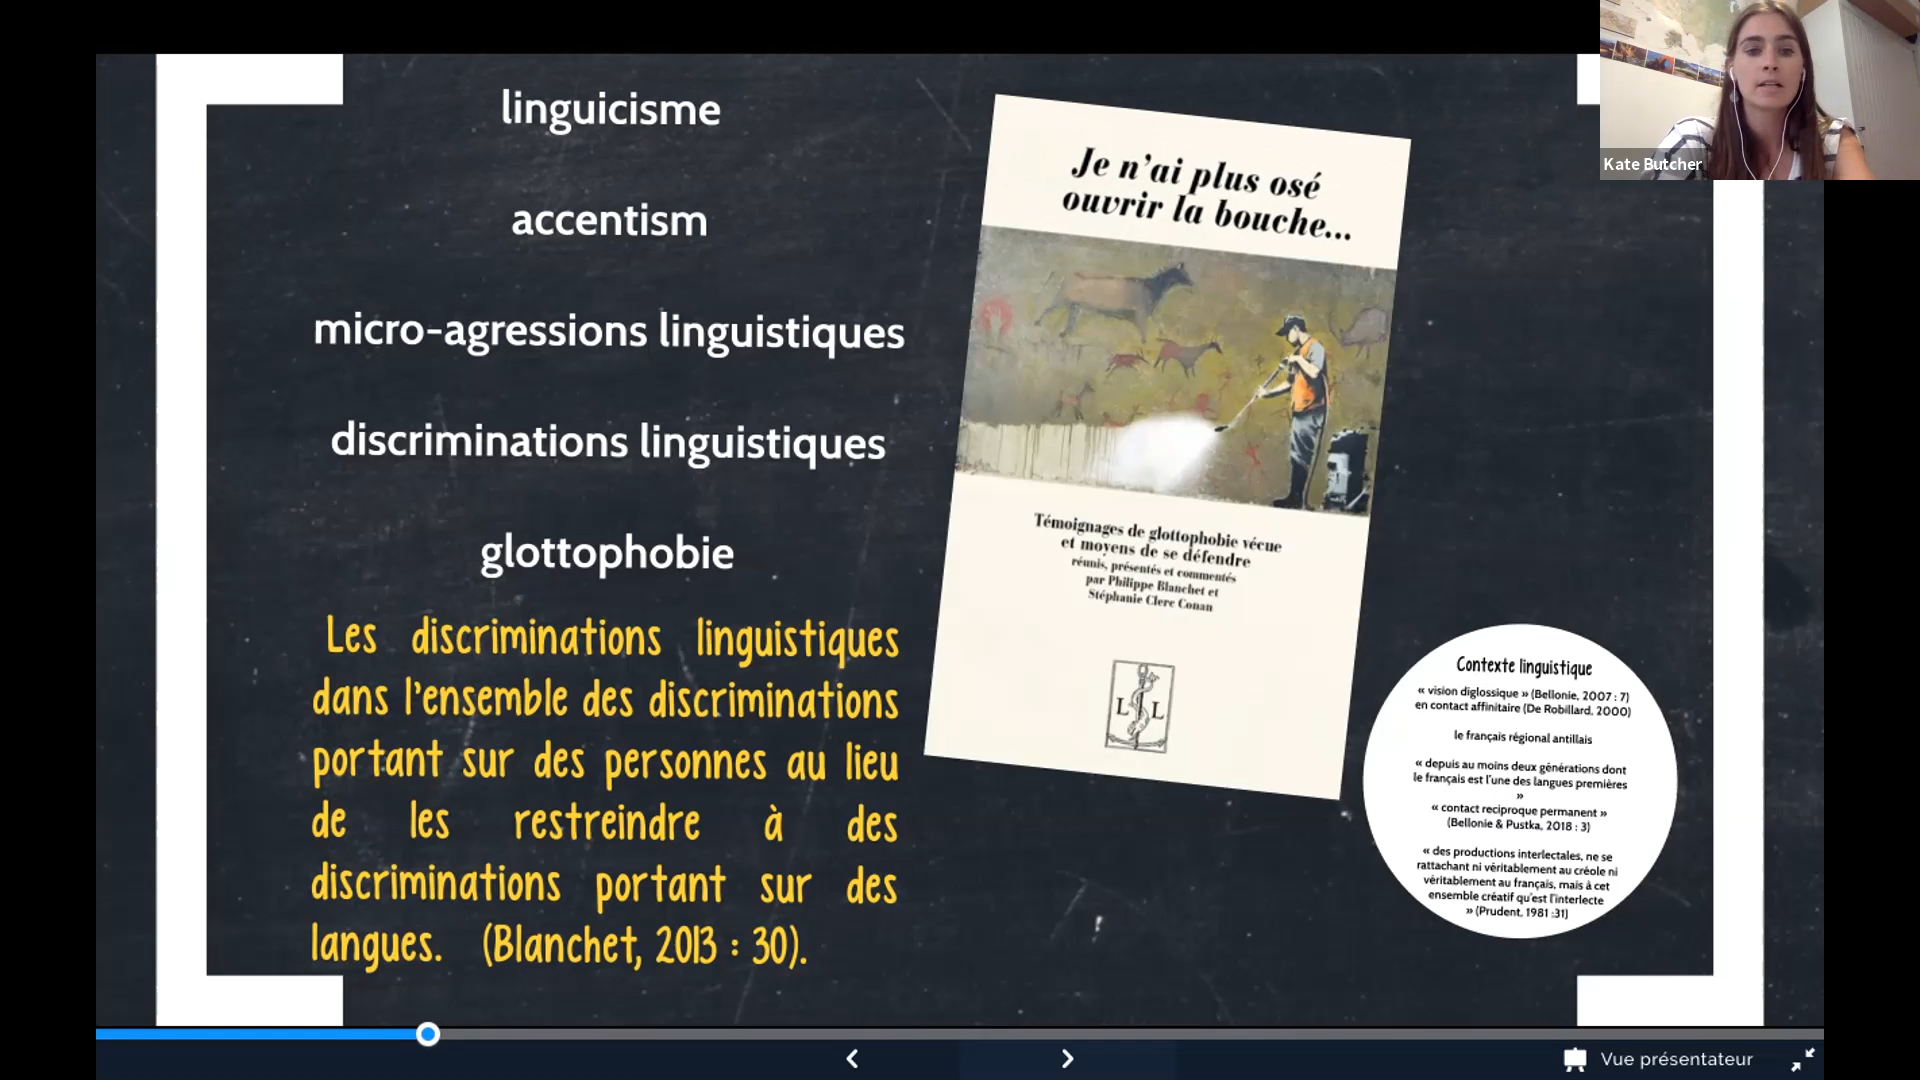 linguicisme
accentism
micro-agressions linguistiques
discriminations linguistiques
glottophobie
Les discriminations linguistiques
dans l'ensemble des discriminations
portant sur des personnes au lieu
de les restreindre à des
discriminations portant sur des
langues. (Blanchet, 2013 : 30).
Je n'ai plus osé
ouvrir la bouche...
Témoignages de glottophobie vécue
et moyens de se défendre
réunis, présentés et commentés
par Philippe Blanchet et
Stéphanie Clerc Conan
L L
Contexte linguistique
« vision diglossique » (Bellonie, 2007 : 7)
en contact affinitaire (De Robillard, 2000)
le français régional antillais
« depuis au moins deux générations dont
le français est l'une des langues premières
»
« contact reciproque permanent »
(Bellonie & Pustka, 2018 : 3)
« des productions interlectales, ne se
rattachant ni véritablement au créole ni
véritablement au français, mais à cet
ensemble créatif qu'est l'interlecte
» (Prudent, 1981 :31)
Kate Butcher
Vue présentateur